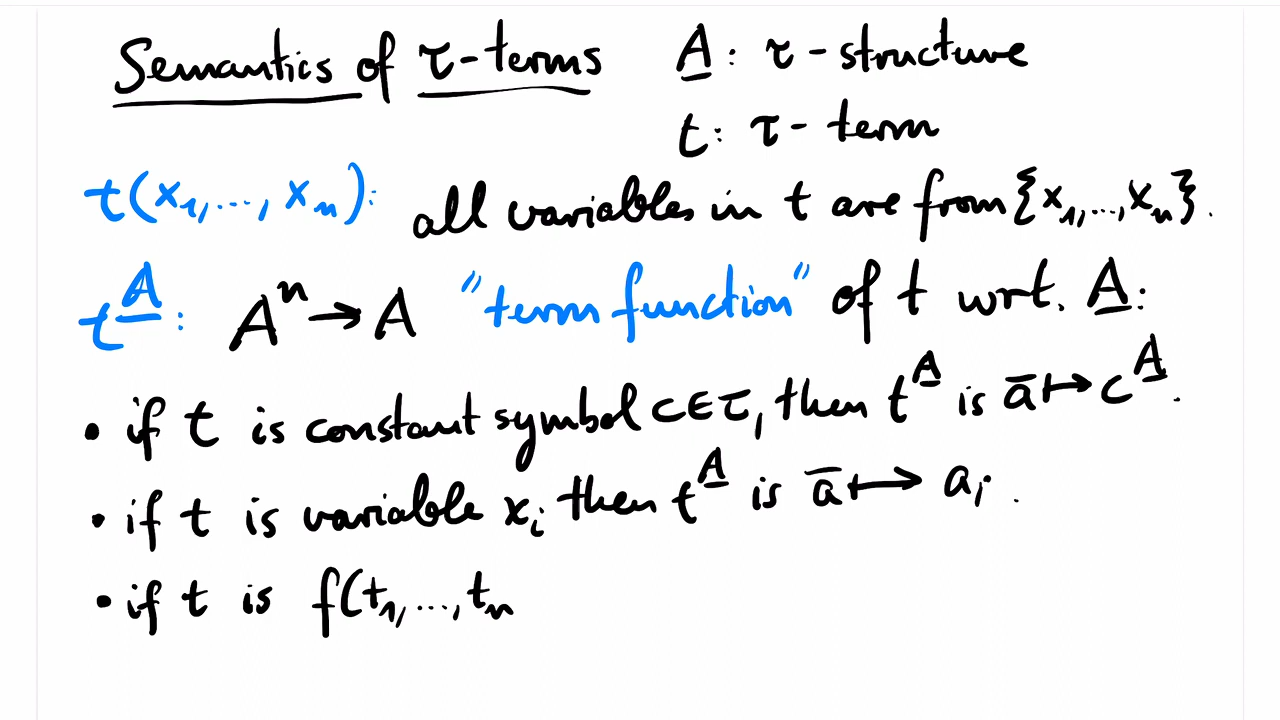 Semantics of τ-terms A: τ-structure
t: τ-term
t(x₁,...,xₙ): all variables in t are from {x₁,...,xₙ}.
t^A: Aⁿ → A "term function" of t wrt. A:
• if t is constant symbol c∈τ, then t^A is ā ↦ c^A.
• if t is variable xᵢ then t^A is ā ↦ aᵢ.
• if t is f(t₁,...,tₙ